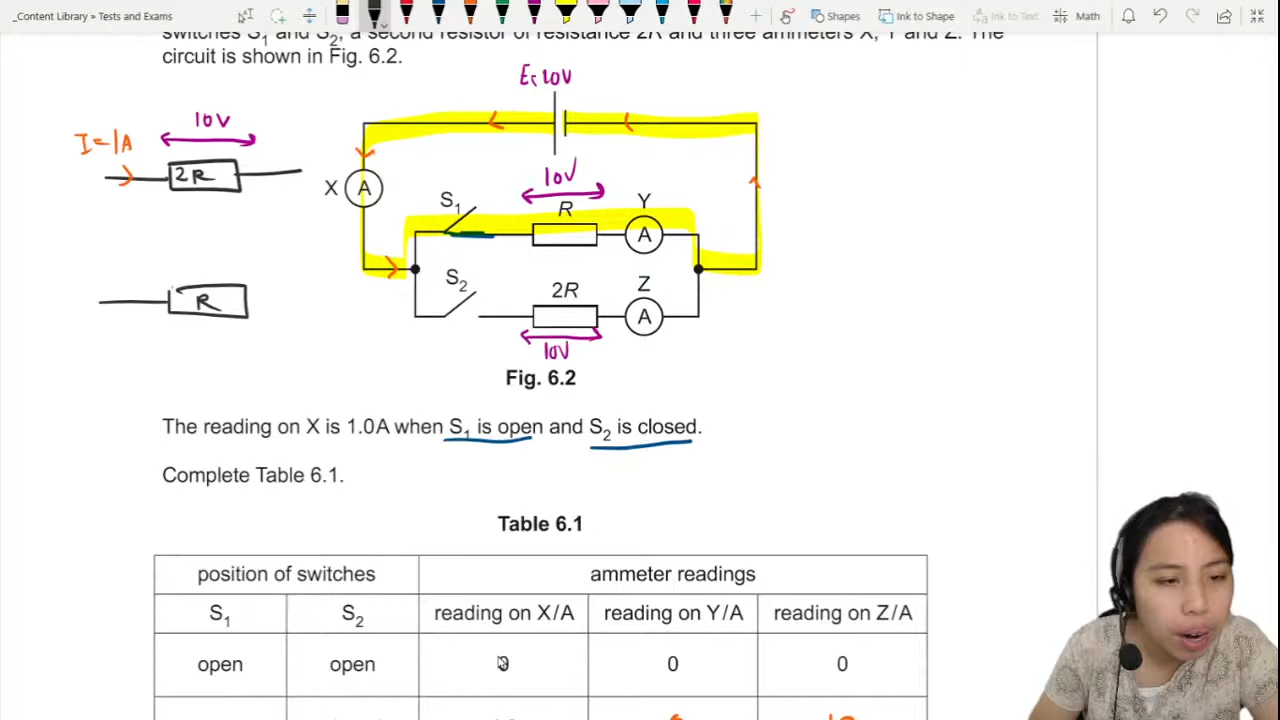 _Content Library » Tests and Exams
Shapes
Ink to Shape
Ink to Text
Math
switches S1 and S2, a second resistor of resistance 2R and three ammeters X, Y and Z. The
circuit is shown in Fig. 6.2.
10V
I=1A
2R
X
A
S1
10V
R
Y
A
S2
2R
Z
A
10V
R
Fig. 6.2
The reading on X is 1.0A when S1 is open and S2 is closed.
Complete Table 6.1.
Table 6.1
position of switches ammeter readings
S1 S2 reading on X/A reading on Y/A reading on Z/A
open open 0 0 0